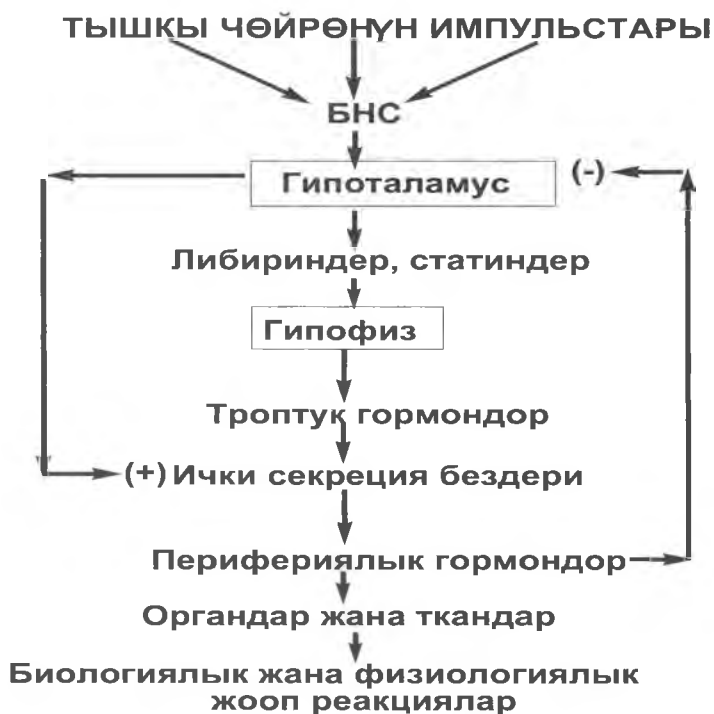 ТЫШКЫ ЧӨЙРӨНҮН ИМПУЛЬСТАРЫ
БНС
Гипоталамус (-)
Либириндер, статиндер
Гипофиз
Троптук гормондор
(+) Ички секреция бездери
Перифериялык гормондор
Органдар жана ткандар
Биологиялык жана физиологиялык
жооп реакциялар